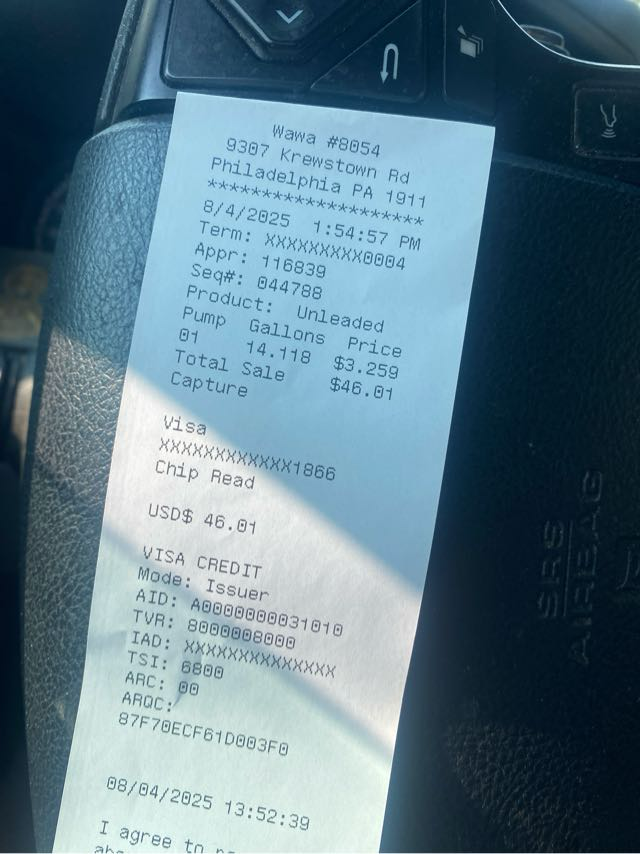 Wawa #8054
9307 Krewstown Rd
Philadelphia PA 1911
********************
8/4/2025 1:54:57 PM
Term: XXXXXXXXX0004
Appr: 116839
Seq#: 044788
Product: Unleaded
Pump Gallons Price
01 14.118 $3.259
Total Sale $46.01
Capture
Visa
XXXXXXXXXXXX1866
Chip Read
USD$ 46.01
VISA CREDIT
Mode: Issuer
AID: A0000000031010
TVR: 8000008000
IAD: XXXXXXXXXXXXXX
TSI: 6800
ARC: 00
ARQC:
87F70ECF61D003F0
08/04/2025 13:52:39
I agree to
SRS
AIRBAG